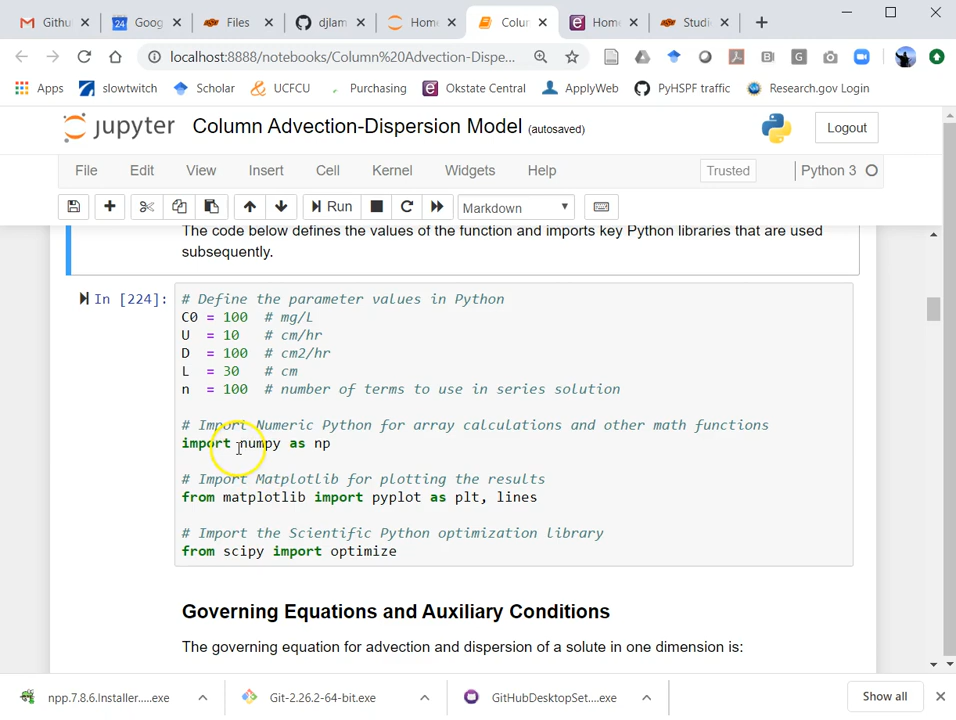 Githu
24 Goog
Files
djlam
Home
Colur
Home
Studi
localhost:8888/notebooks/Column%20Advection-Dispe...
Apps slowtwitch Scholar UCFCU Purchasing Okstate Central ApplyWeb PyHSPF traffic Research.gov Login
jupyter Column Advection-Dispersion Model (autosaved) Logout
File Edit View Insert Cell Kernel Widgets Help Trusted Python 3
Run Markdown
The code below defines the values of the function and imports key Python libraries that are used
subsequently.
In [224]: # Define the parameter values in Python
C0 = 100 # mg/L
U = 10 # cm/hr
D = 100 # cm2/hr
L = 30 # cm
n = 100 # number of terms to use in series solution
# Import Numeric Python for array calculations and other math functions
import numpy as np
# Import Matplotlib for plotting the results
from matplotlib import pyplot as plt, lines
# Import the Scientific Python optimization library
from scipy import optimize
Governing Equations and Auxiliary Conditions
The governing equation for advection and dispersion of a solute in one dimension is:
npp.7.8.6.Installer.....exe Git-2.26.2-64-bit.exe GitHubDesktopSet....exe Show all